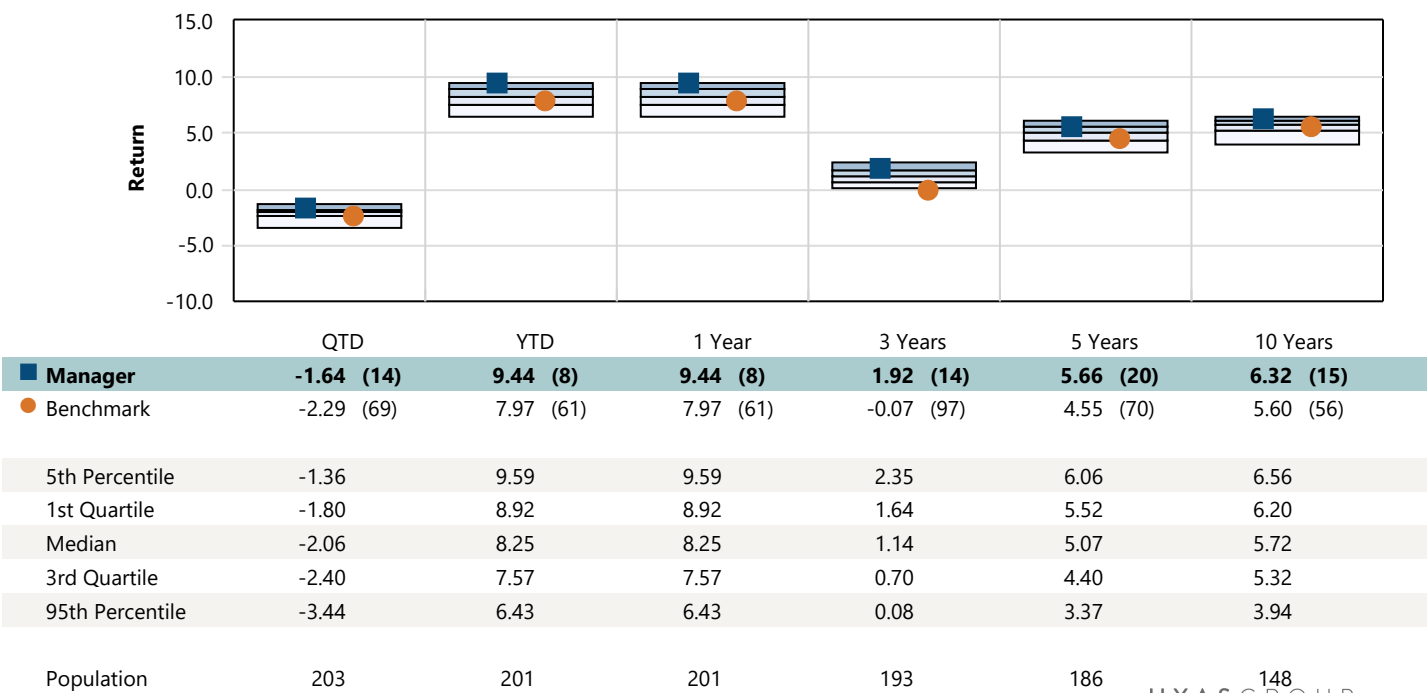 15.0
10.0
5.0
0.0
-5.0
-10.0
Return
QTD YTD 1 Year 3 Years 5 Years 10 Years
Manager -1.64 (14) 9.44 (8) 9.44 (8) 1.92 (14) 5.66 (20) 6.32 (15)
Benchmark -2.29 (69) 7.97 (61) 7.97 (61) -0.07 (97) 4.55 (70) 5.60 (56)
5th Percentile -1.36 9.59 9.59 2.35 6.06 6.56
1st Quartile -1.80 8.92 8.92 1.64 5.52 6.20
Median -2.06 8.25 8.25 1.14 5.07 5.72
3rd Quartile -2.40 7.57 7.57 0.70 4.40 5.32
95th Percentile -3.44 6.43 6.43 0.08 3.37 3.94
Population 203 201 201 193 186 148